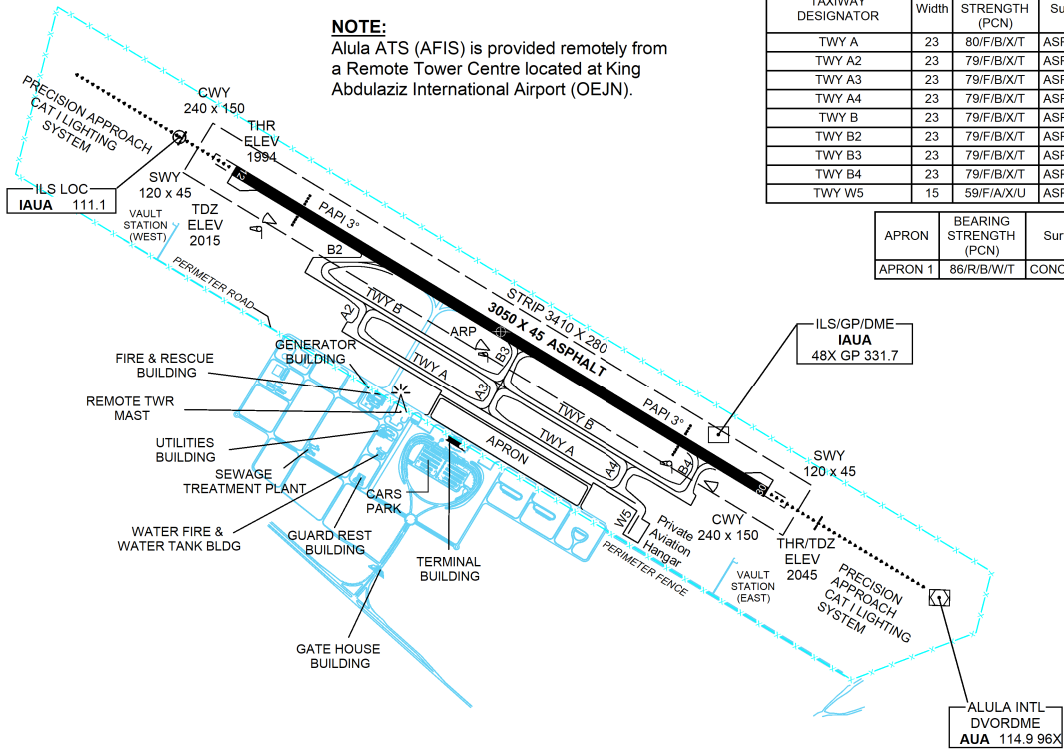 NOTE:
Alula ATS (AFIS) is provided remotely from
a Remote Tower Centre located at King
Abdulaziz International Airport (OEJN).
TAXIWAY
DESIGNATOR
Width
STRENGTH
(PCN)
TWY A 23 80/F/B/X/T
TWY A2 23 79/F/B/X/T
TWY A3 23 79/F/B/X/T
TWY A4 23 79/F/B/X/T
TWY B 23 79/F/B/X/T
TWY B2 23 79/F/B/X/T
TWY B3 23 79/F/B/X/T
TWY B4 23 79/F/B/X/T
TWY W5 15 59/F/A/X/U
APRON
BEARING
STRENGTH
(PCN)
APRON 1 86/R/B/W/T
PRECISION APPROACH
CAT I LIGHTING
SYSTEM
CWY
240 x 150
THR
ELEV
1994
ILS LOC
IAUA 111.1
SWY
120 x 45
12
VAULT
STATION
(WEST)
TDZ
ELEV
2015
PAPI 3°
PERIMETER ROAD
B2
TWY B
A2
STRIP 3410 X 280
3050 X 45 ASPHALT
ARP
B3
TWY A
A3
ILS/GP/DME
IAUA
48X GP 331.7
GENERATOR
BUILDING
FIRE & RESCUE
BUILDING
REMOTE TWR
MAST
UTILITIES
BUILDING
SEWAGE
TREATMENT PLANT
WATER FIRE &
WATER TANK BLDG
GUARD REST
BUILDING
CARS
PARK
TERMINAL
BUILDING
GATE HOUSE
BUILDING
APRON
TWY B
TWY A
A4
PAPI 3°
B4
W5
Private
Aviation
Hangar
30
SWY
120 x 45
CWY
240 x 150
THR/TDZ
ELEV
2045
PERIMETER FENCE
VAULT
STATION
(EAST)
PRECISION
APPROACH
CAT I LIGHTING
SYSTEM
ALULA INTL
DVORDME
AUA 114.9 96X